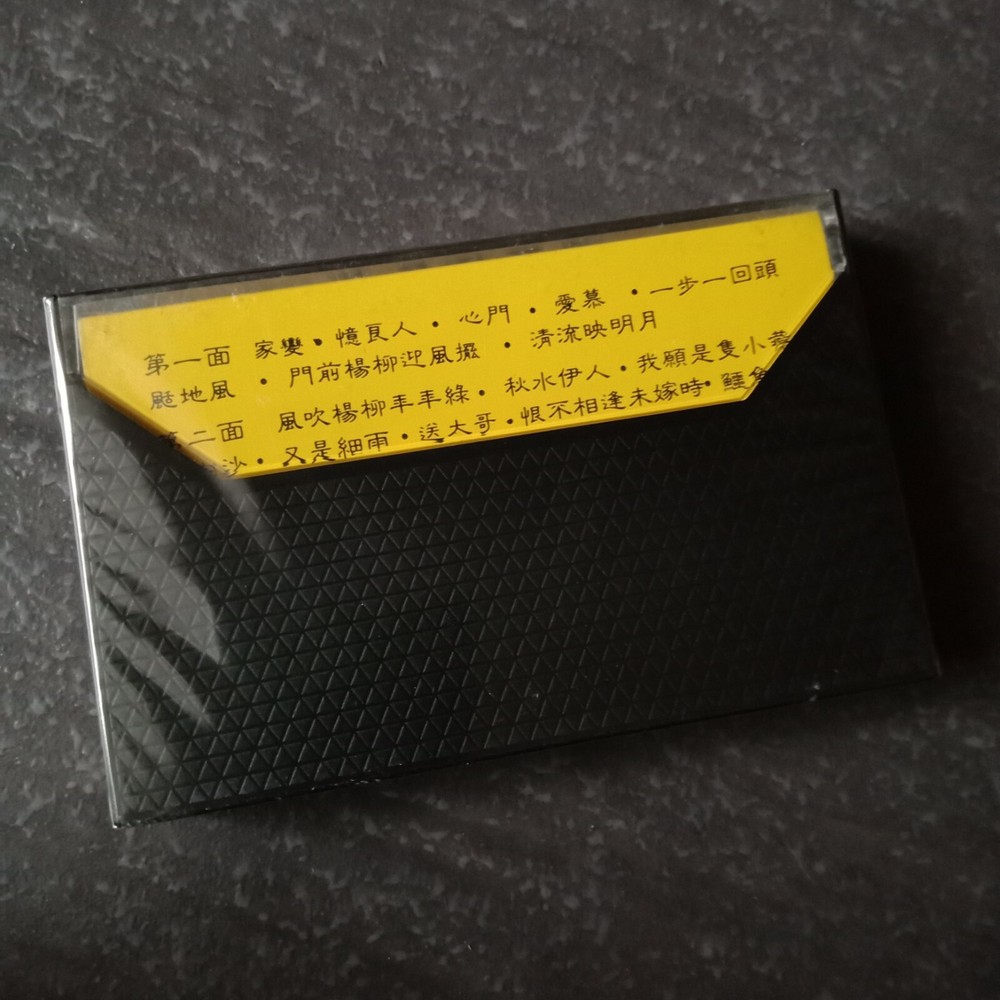 第一面 家變・憶良人・心門・愛慕・一步一回頭
颳地風・門前楊柳迎風擺・清流映明月
第二面 風吹楊柳年年綠・秋水伊人・我願是隻小燕
沙・又是細雨・送大哥・恨不相逢未嫁時・鱷魚